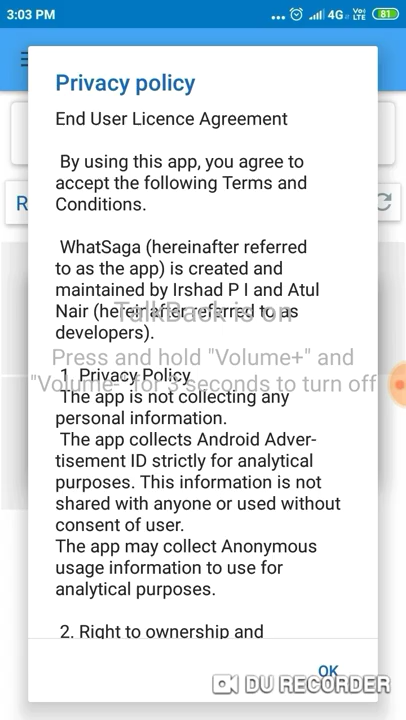 3:03 PM
4G
Vo)
LTE
81
Privacy policy
End User Licence Agreement
By using this app, you agree to
accept the following Terms and
Conditions.
WhatSaga (hereinafter referred
to as the app) is created and
maintained by Irshad P I and Atul
Nair (hereinafter referred to as
developers).
TalkBack is on
Press and hold "Volume+" and
"Volume-" for 3 seconds to turn off
1. Privacy Policy
The app is not collecting any
personal information.
The app collects Android Adver-
tisement ID strictly for analytical
purposes. This information is not
shared with anyone or used without
consent of user.
The app may collect Anonymous
usage information to use for
analytical purposes.
2. Right to ownership and
OK
R
DU RECORDER